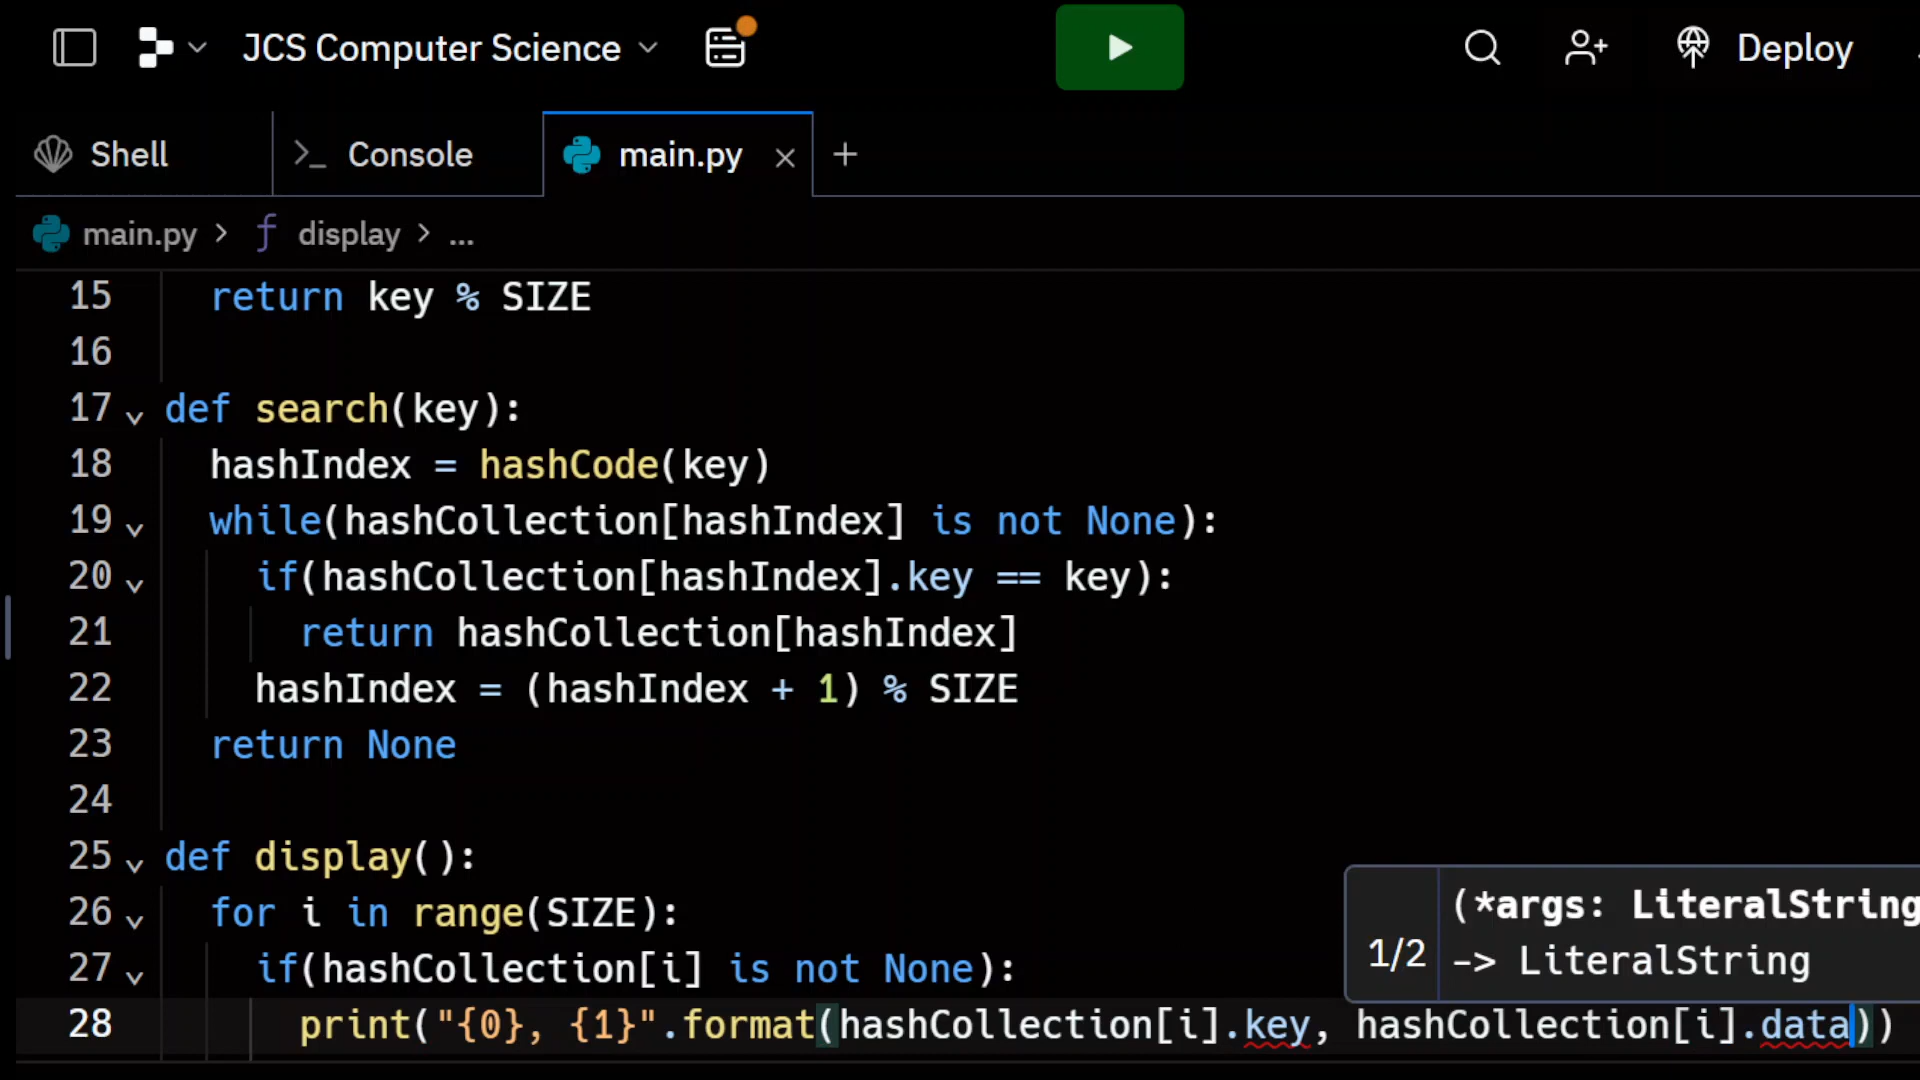 JCS Computer Science
Deploy
Shell
Console
main.py
main.py > display > ...
15 return key % SIZE
16
17 def search(key):
18 hashIndex = hashCode(key)
19 while(hashCollection[hashIndex] is not None):
20 if(hashCollection[hashIndex].key == key):
21 return hashCollection[hashIndex]
22 hashIndex = (hashIndex + 1) % SIZE
23 return None
24
25 def display():
26 for i in range(SIZE):
27 if(hashCollection[i] is not None):
28 print("{0}, {1}".format(hashCollection[i].key, hashCollection[i].data))
(*args: LiteralString
1/2
-> LiteralString